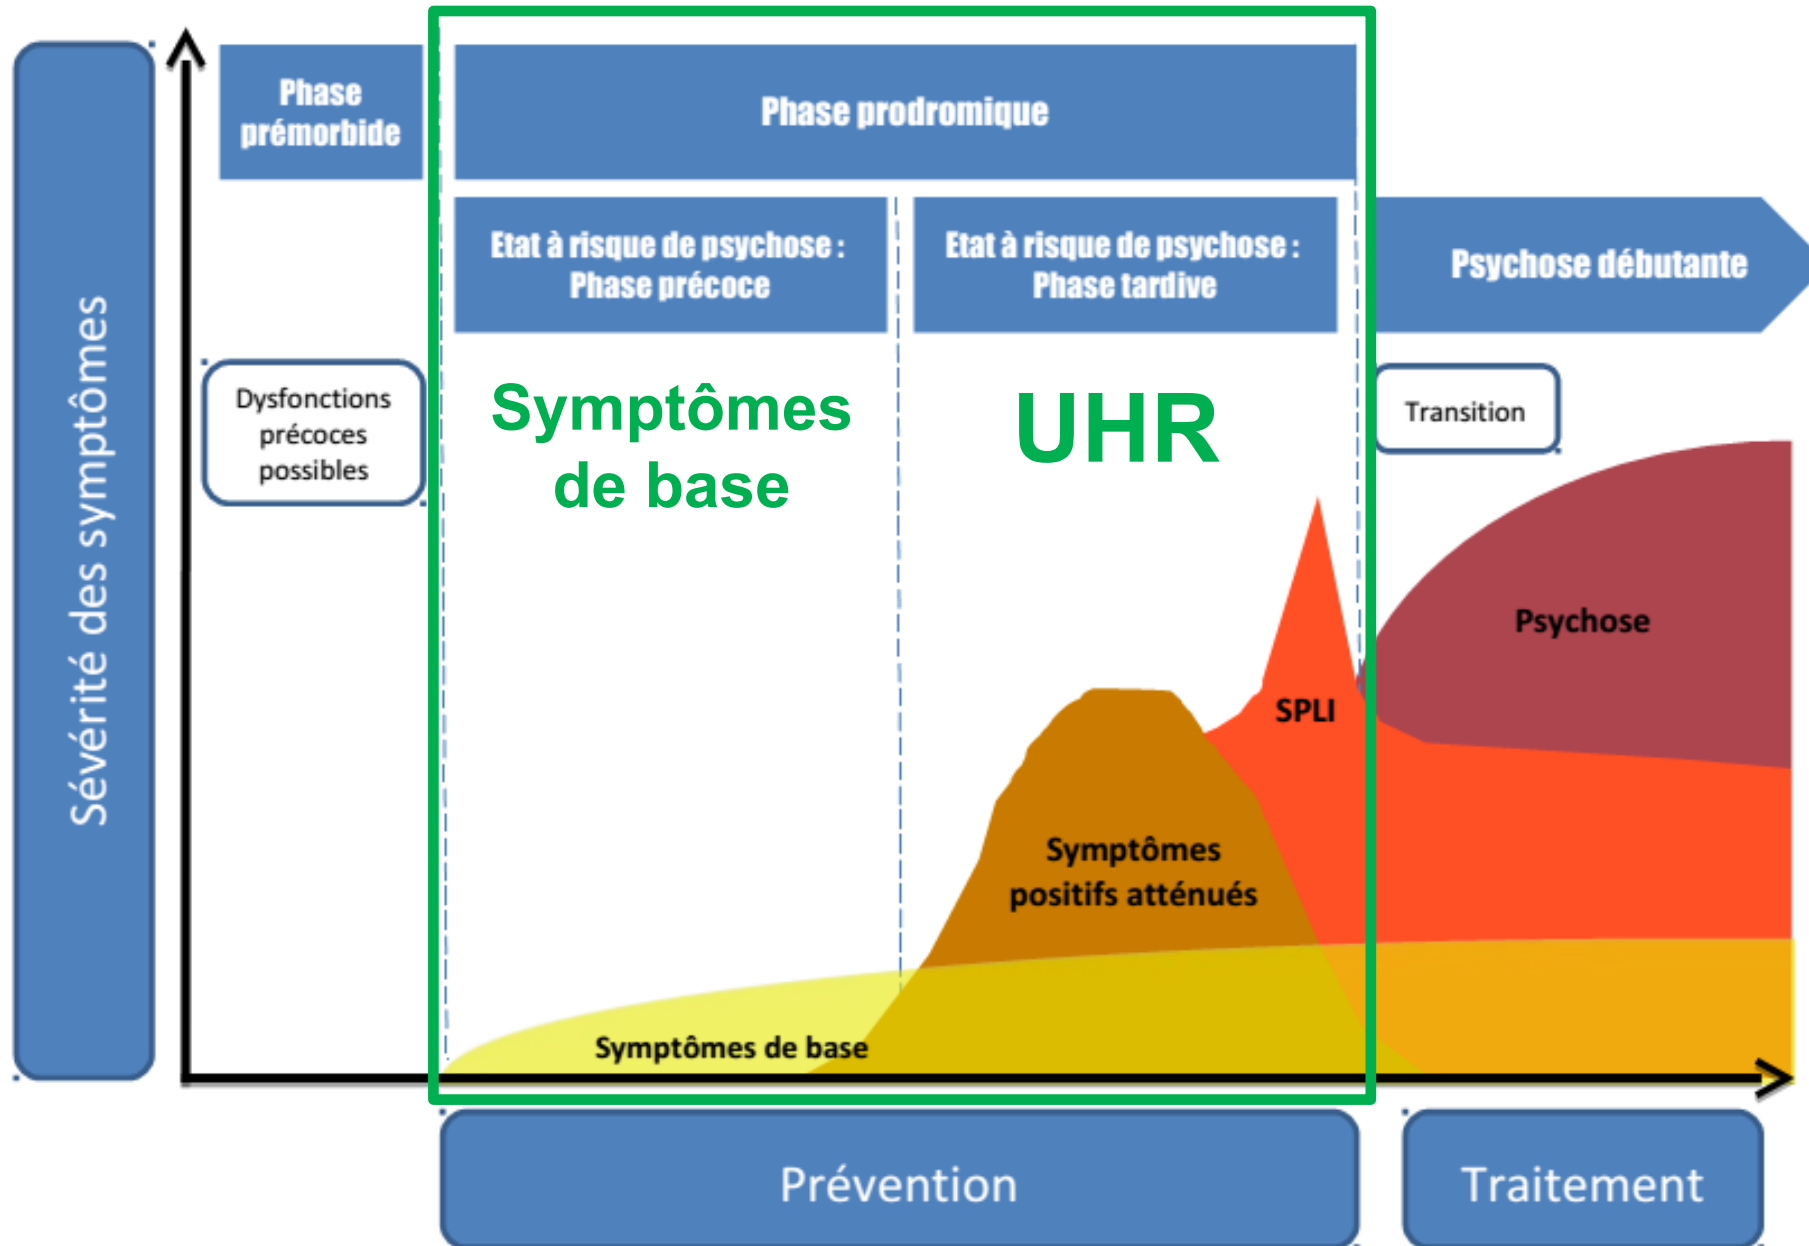 Sévérité des symptômes
Phase
prémorbide
Phase prodromique
Etat à risque de psychose :
Phase précoce
Etat à risque de psychose :
Phase tardive
Psychose débutante
Dysfonctions
précoces
possibles
Symptômes
de base
UHR
Transition
Psychose
SPLI
Symptômes
positifs atténués
Symptômes de base
Prévention
Traitement